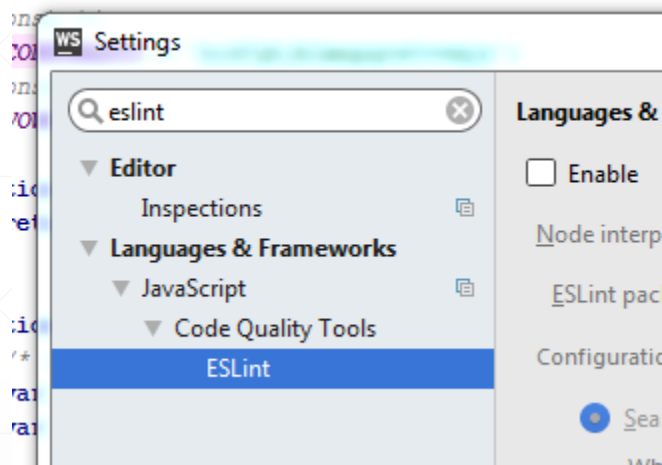 WS Settings
eslint
Editor
Inspections
Languages & Frameworks
JavaScript
Code Quality Tools
ESLint
Languages &
Enable
Node interp
ESLint pac
Configuratio
Sea